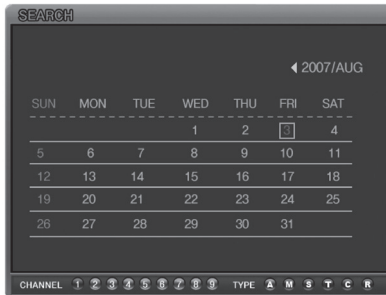 SEARCH
◀ 2007/AUG
SUN MON TUE WED THU FRI SAT
1 2 3 4
5 6 7 8 9 10 11
12 13 14 15 16 17 18
19 20 21 22 23 24 25
26 27 28 29 30 31
CHANNEL 1 2 3 4 5 6 7 8 9 TYPE A M S T C R